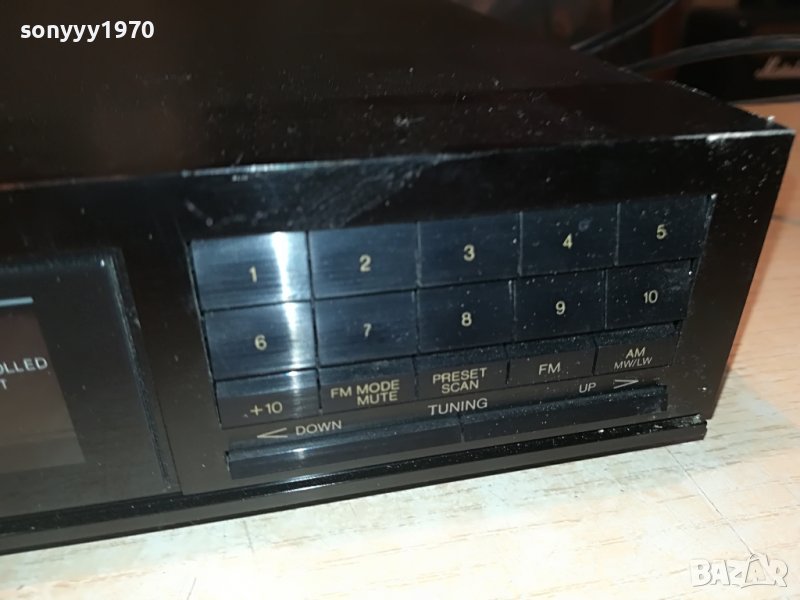 sonyyy1970
1 2 3 4 5
6 7 8 9 10
+10
FM MODE
MUTE
PRESET
SCAN
FM
AM
MW/LW
< DOWN
TUNING
UP >
OLLED
T
BAZAR